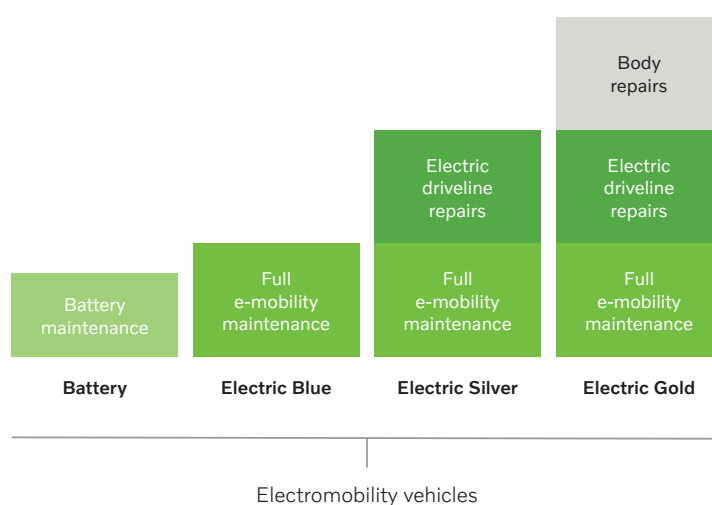 Body
repairs
Electric
driveline
repairs
Electric
driveline
repairs
Battery
maintenance
Full
e-mobility
maintenance
Full
e-mobility
maintenance
Full
e-mobility
maintenance
Battery
Electric Blue
Electric Silver
Electric Gold
Electromobility vehicles